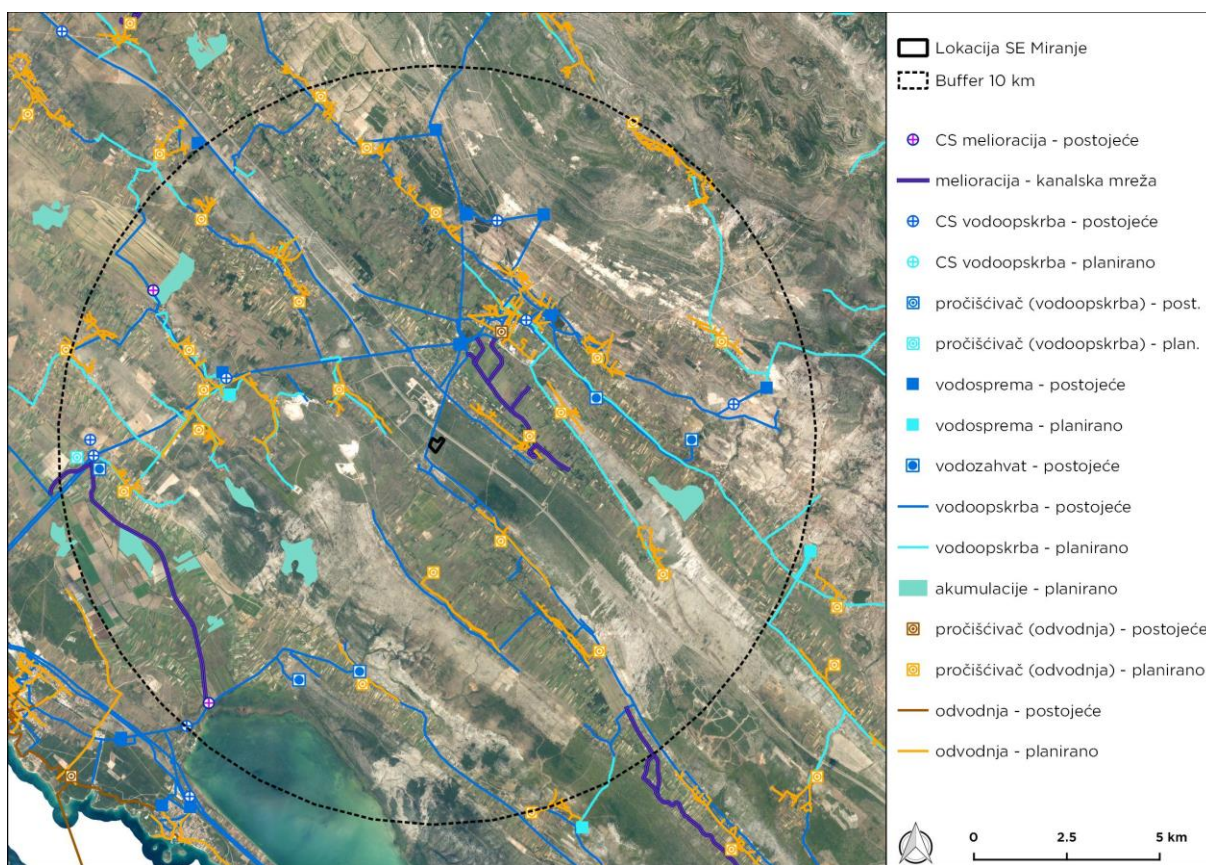 Lokacija SE Miranje
Buffer 10 km
CS melioracija - postojeće
melioracija - kanalska mreža
CS vodoopskrba - postojeće
CS vodoopskrba - planirano
pročišćivač (vodoopskrba) - post.
pročišćivač (vodoopskrba) - plan.
vodosprema - postojeće
vodosprema - planirano
vodozahvat - postojeće
vodoopskrba - postojeće
vodoopskrba - planirano
akumulacije - planirano
pročišćivač (odvodnja) - postojeće
pročišćivač (odvodnja) - planirano
odvodnja - postojeće
odvodnja - planirano
0 2.5 5 km